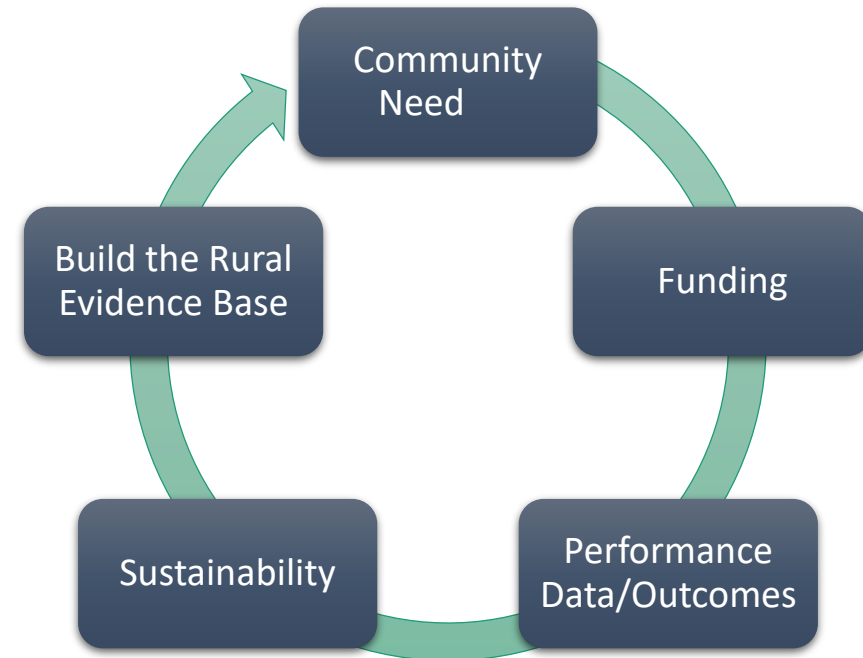 Community
Need
Funding
Performance
Data/Outcomes
Sustainability
Build the Rural
Evidence Base